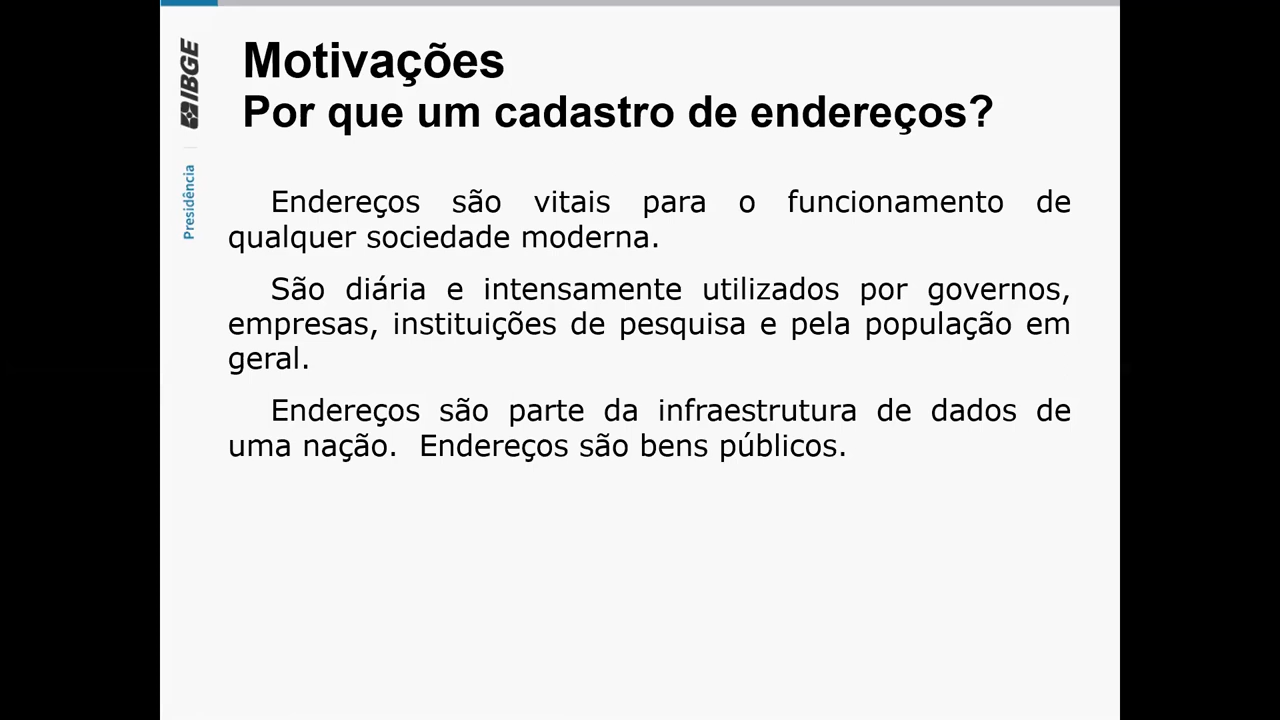 IBGE
Presidência
Motivações
Por que um cadastro de endereços?
Endereços são vitais para o funcionamento de
qualquer sociedade moderna.
São diária e intensamente utilizados por governos,
empresas, instituições de pesquisa e pela população em
geral.
Endereços são parte da infraestrutura de dados de
uma nação.  Endereços são bens públicos.